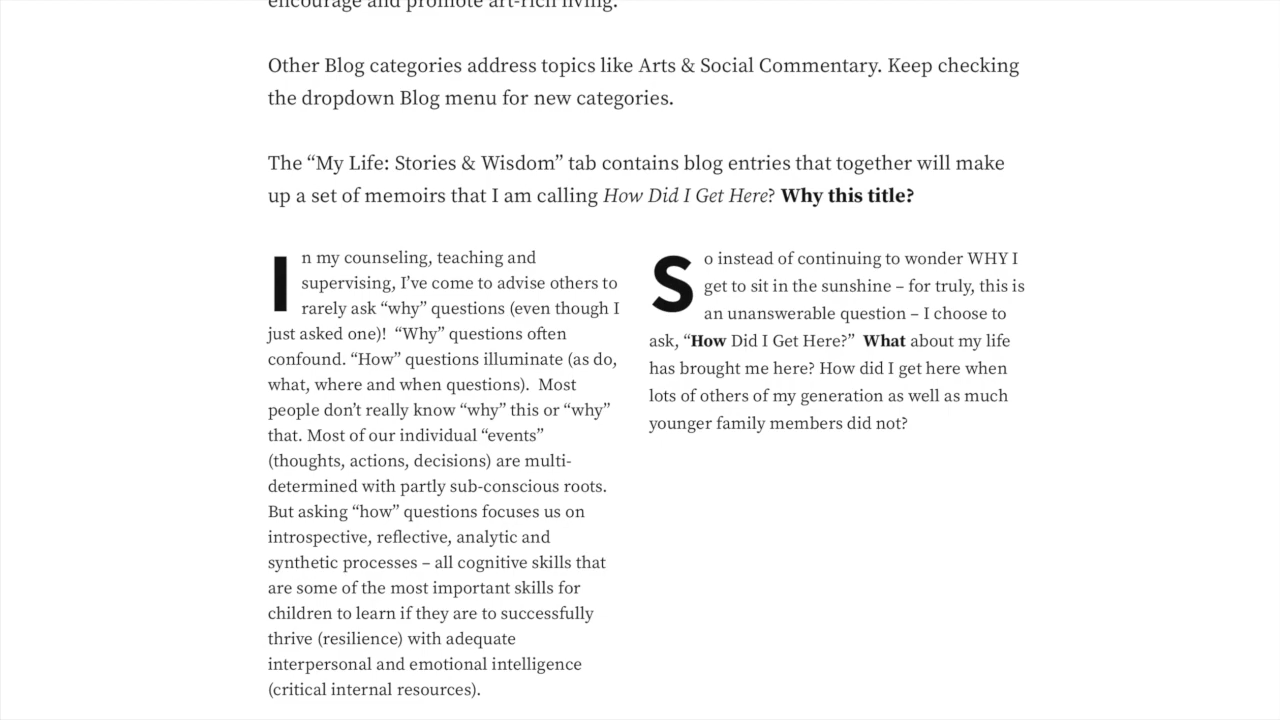 encourage and promote art-rich living.
Other Blog categories address topics like Arts & Social Commentary. Keep checking
the dropdown Blog menu for new categories.
The “My Life: Stories & Wisdom” tab contains blog entries that together will make
up a set of memoirs that I am calling How Did I Get Here? Why this title?
In my counseling, teaching and
supervising, I’ve come to advise others to
rarely ask “why” questions (even though I
just asked one)!  “Why” questions often
confound. “How” questions illuminate (as do,
what, where and when questions).  Most
people don’t really know “why” this or “why”
that. Most of our individual “events”
(thoughts, actions, decisions) are multi-
determined with partly sub-conscious roots.
But asking “how” questions focuses us on
introspective, reflective, analytic and
synthetic processes – all cognitive skills that
are some of the most important skills for
children to learn if they are to successfully
thrive (resilience) with adequate
interpersonal and emotional intelligence
(critical internal resources).
So instead of continuing to wonder WHY I
get to sit in the sunshine – for truly, this is
an unanswerable question – I choose to
ask, “How Did I Get Here?”  What about my life
has brought me here? How did I get here when
lots of others of my generation as well as much
younger family members did not?